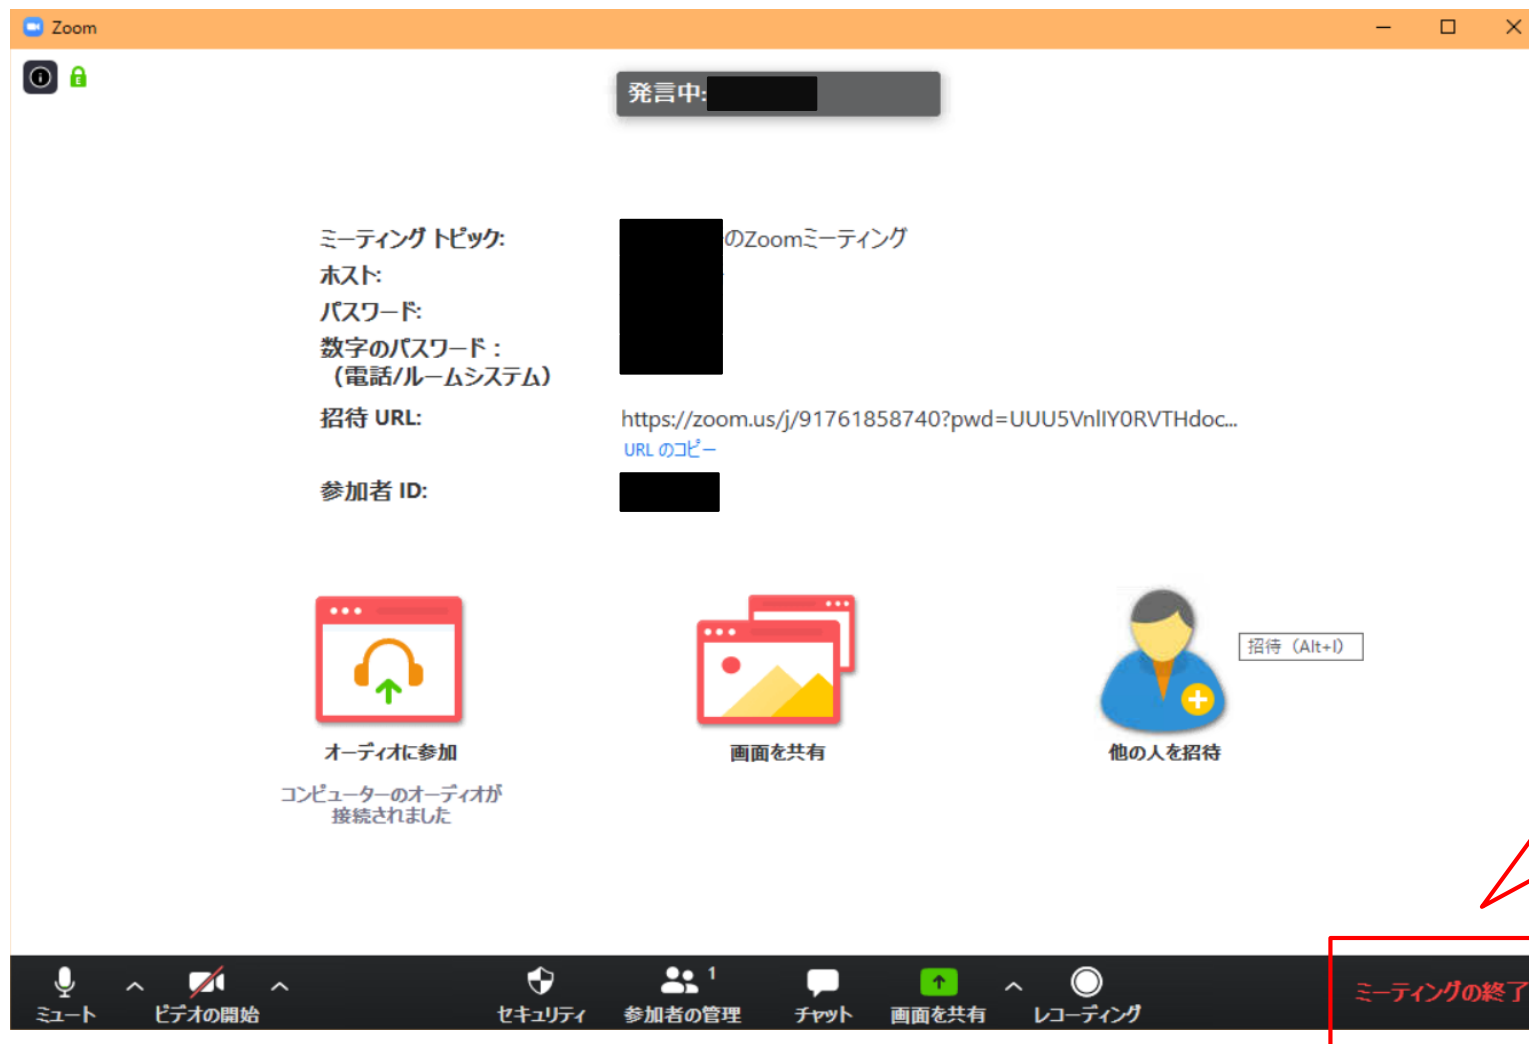 Zoom
発言中:
ミーティング トピック:
のZoomミーティング
ホスト:
パスワード:
数字のパスワード：
（電話/ルームシステム）
招待 URL:
https://zoom.us/j/91761858740?pwd=UUU5VnlIY0RVTHdoc...
URL のコピー
参加者 ID:
招待（Alt+I）
オーディオに参加
画面を共有
他の人を招待
コンピューターのオーディオが
接続されました
ミュート
ビデオの開始
セキュリティ
1
参加者の管理
チャット
画面を共有
レコーディング
ミーティングの終了